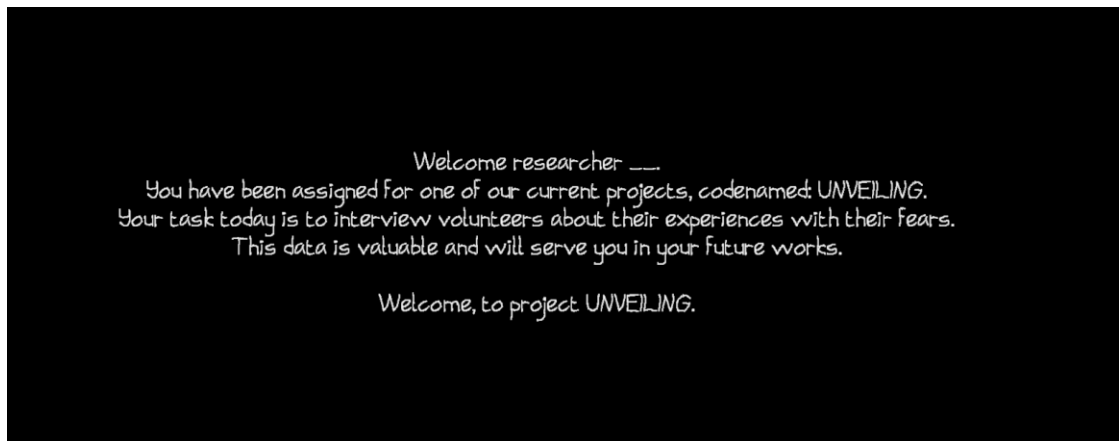 Welcome researcher __.
You have been assigned for one of our current projects, codenamed: UNVEILING.
Your task today is to interview volunteers about their experiences with their fears.
This data is valuable and will serve you in your future works.
Welcome, to project UNVEILING.